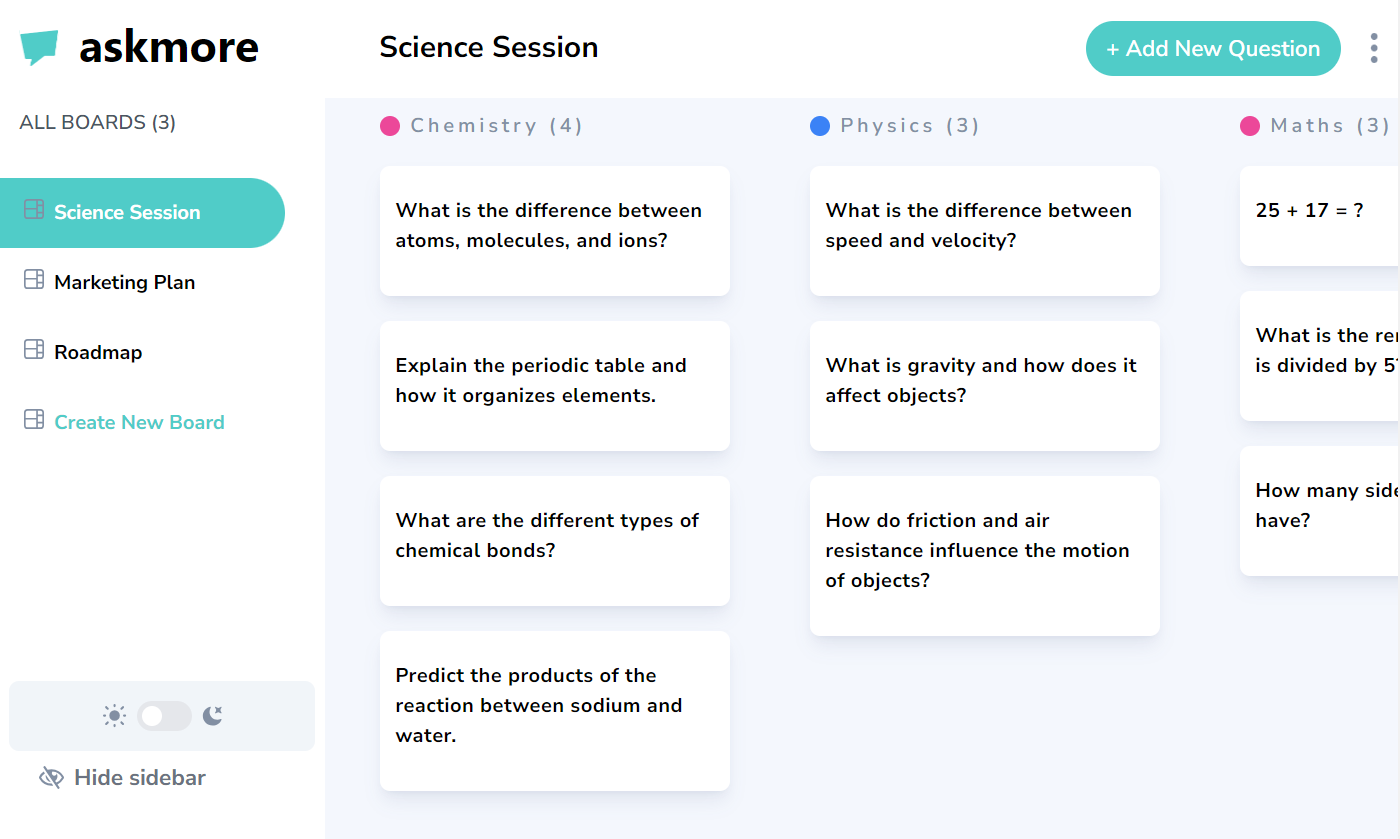 askmore
Science Session
+ Add New Question
ALL BOARDS (3)
Science Session
Marketing Plan
Roadmap
Create New Board
Hide sidebar
Chemistry (4)
What is the difference between
atoms, molecules, and ions?
Explain the periodic table and
how it organizes elements.
What are the different types of
chemical bonds?
Predict the products of the
reaction between sodium and
water.
Physics (3)
What is the difference between
speed and velocity?
What is gravity and how does it
affect objects?
How do friction and air
resistance influence the motion
of objects?
Maths (3)
25 + 17 = ?
What is the
is divided by 5
How many
have?